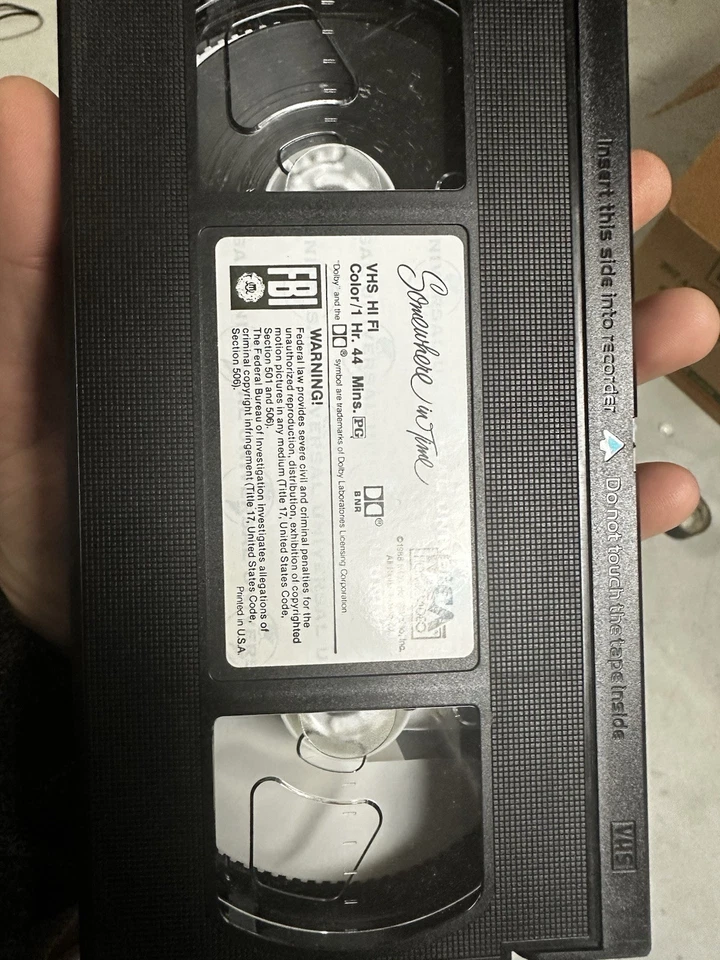 Insert this side into recorder
Do not touch the tape inside
VHS
Somewhere in Time
VHS HI FI
Color/1 Hr. 44 Mins. PG
B NR
"Dolby" and the ® symbol are trademarks of Dolby Laboratories Licensing Corporation
FBI
WARNING!
Federal law provides severe civil and criminal penalties for the
unauthorized reproduction, distribution, exhibition of copyrighted
motion pictures in any medium (Title 17, United States Code,
Section 501 and 506).
The Federal Bureau of Investigation investigates allegations of
criminal copyright infringement (Title 17, United States Code,
Section 506).
Printed in U.S.A.